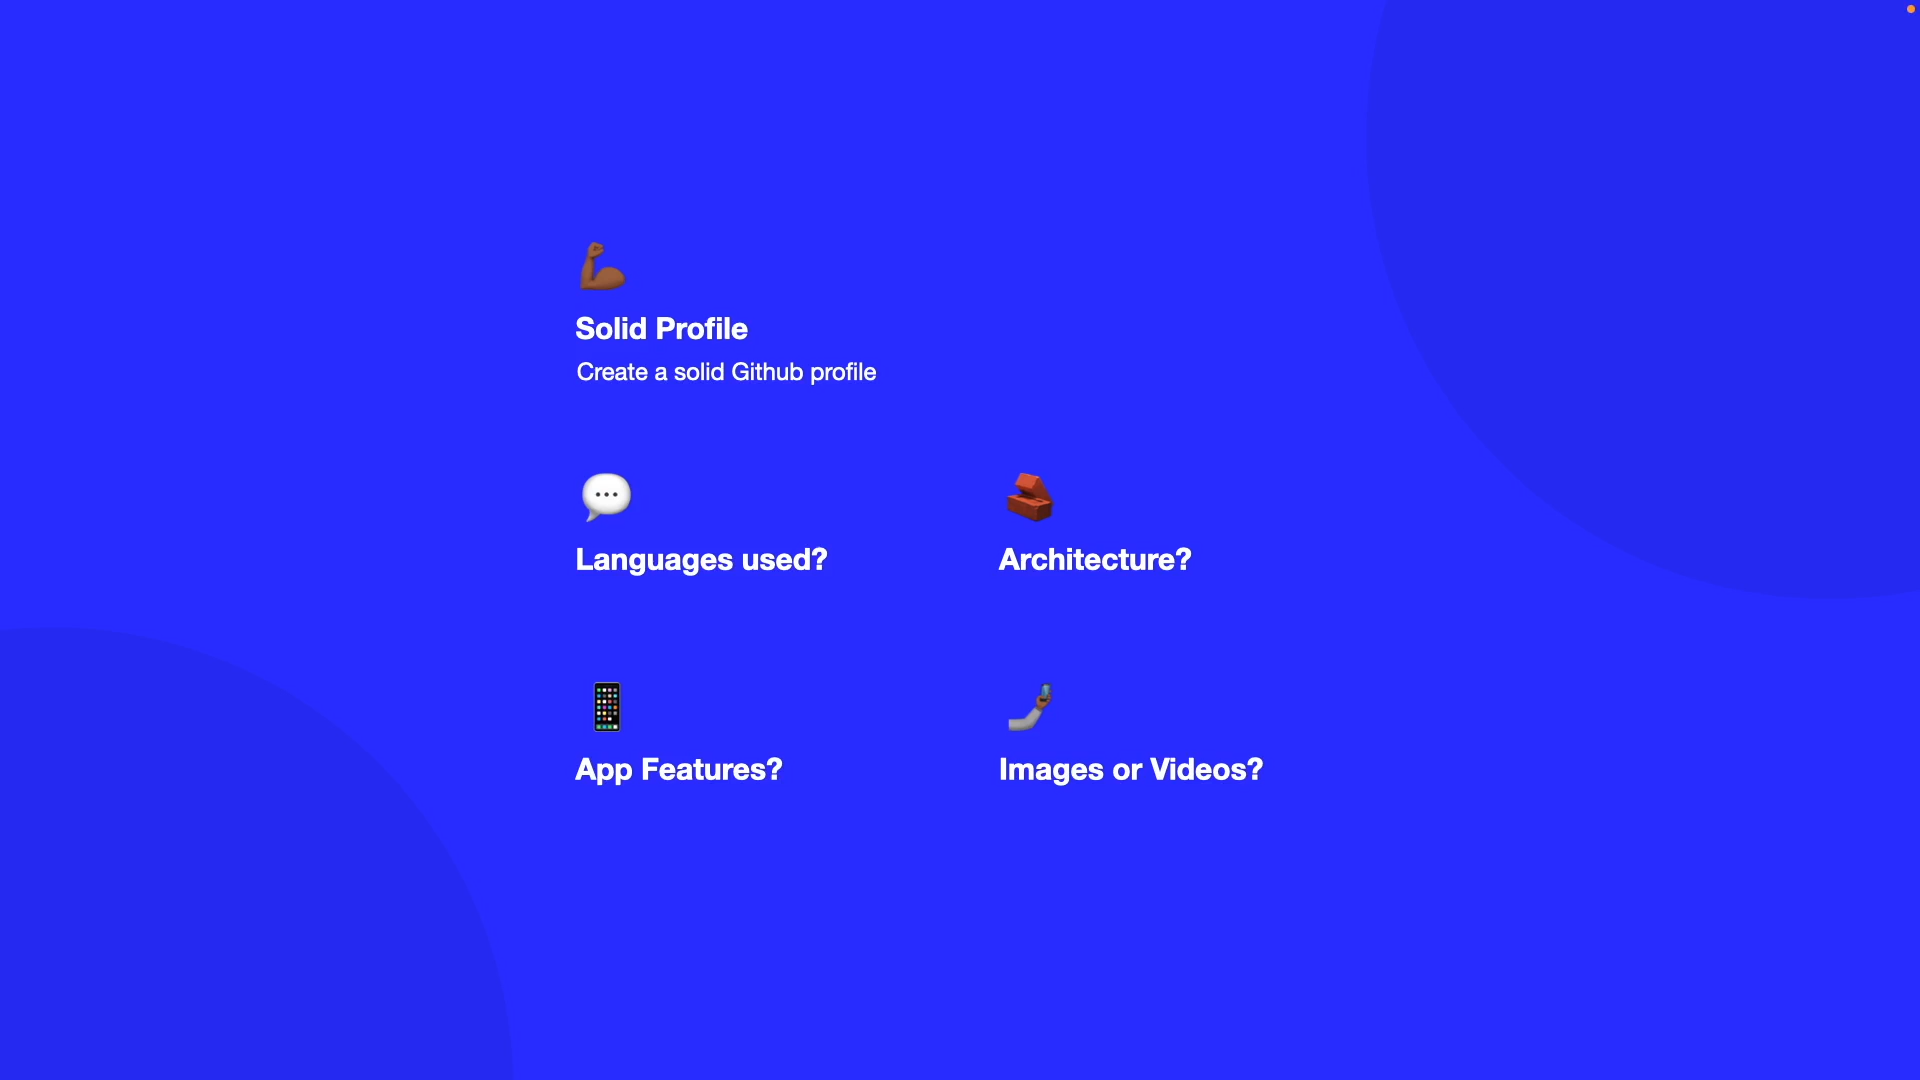 Solid Profile
Create a solid Github profile
Languages used?
Architecture?
App Features?
Images or Videos?